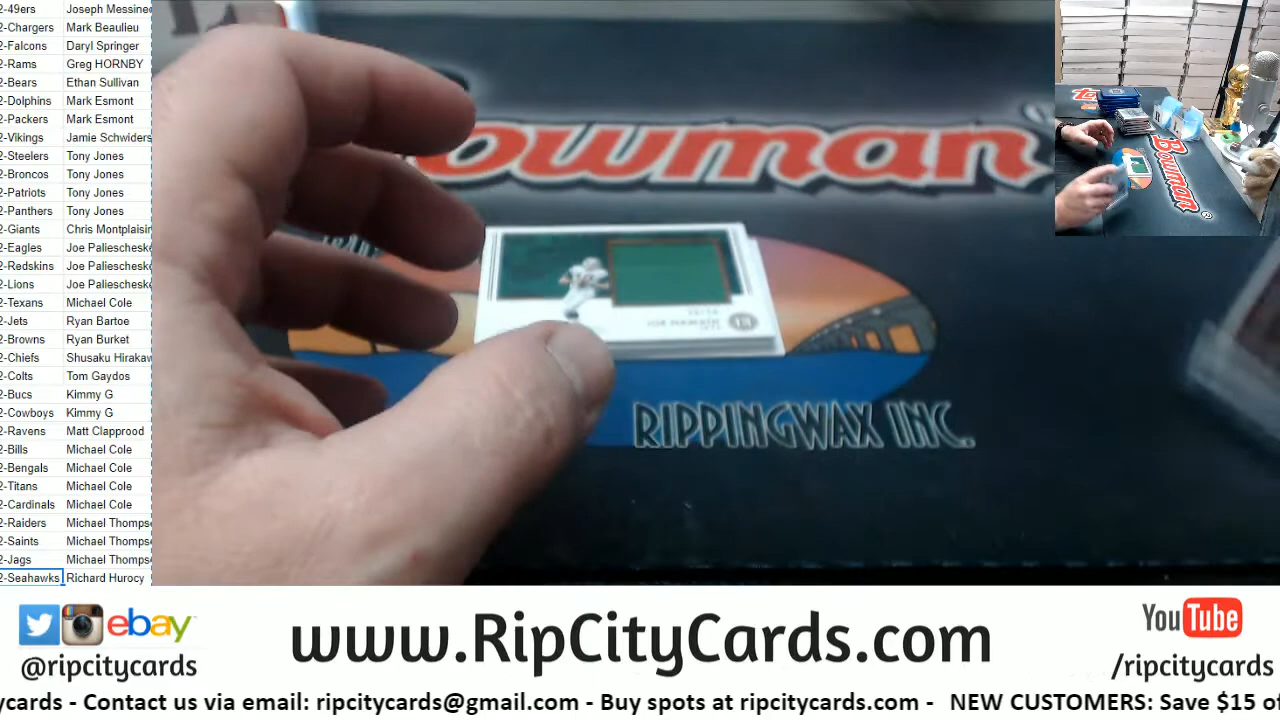 2-49ers Joseph Messine
2-Chargers Mark Beaulieu
2-Falcons Daryl Springer
2-Rams Greg HORNBY
2-Bears Ethan Sullivan
2-Dolphins Mark Esmont
2-Packers Mark Esmont
2-Vikings Jamie Schwiders
2-Steelers Tony Jones
2-Broncos Tony Jones
2-Patriots Tony Jones
2-Panthers Tony Jones
2-Giants Chris Montplaisin
2-Eagles Joe Paliescheske
2-Redskins Joe Paliescheske
2-Lions Joe Paliescheske
2-Texans Michael Cole
2-Jets Ryan Bartoe
2-Browns Ryan Burket
2-Chiefs Shusaku Hirakaw
2-Colts Tom Gaydos
2-Bucs Kimmy G
2-Cowboys Kimmy G
2-Ravens Matt Clapprood
2-Bills Michael Cole
2-Bengals Michael Cole
2-Titans Michael Cole
2-Cardinals Michael Cole
2-Raiders Michael Thomps
2-Saints Michael Thomps
2-Jags Michael Thomps
2-Seahawks Richard Hurocy
Bowman
JOE NAMATH
JETS
RIPPINGWAX INC.
Bowman
ebay
@ripcitycards
www.RipCityCards.com
YouTube
/ripcitycards
ycards - Contact us via email: ripcitycards@gmail.com - Buy spots at ripcitycards.com - NEW CUSTOMERS: Save $15 of